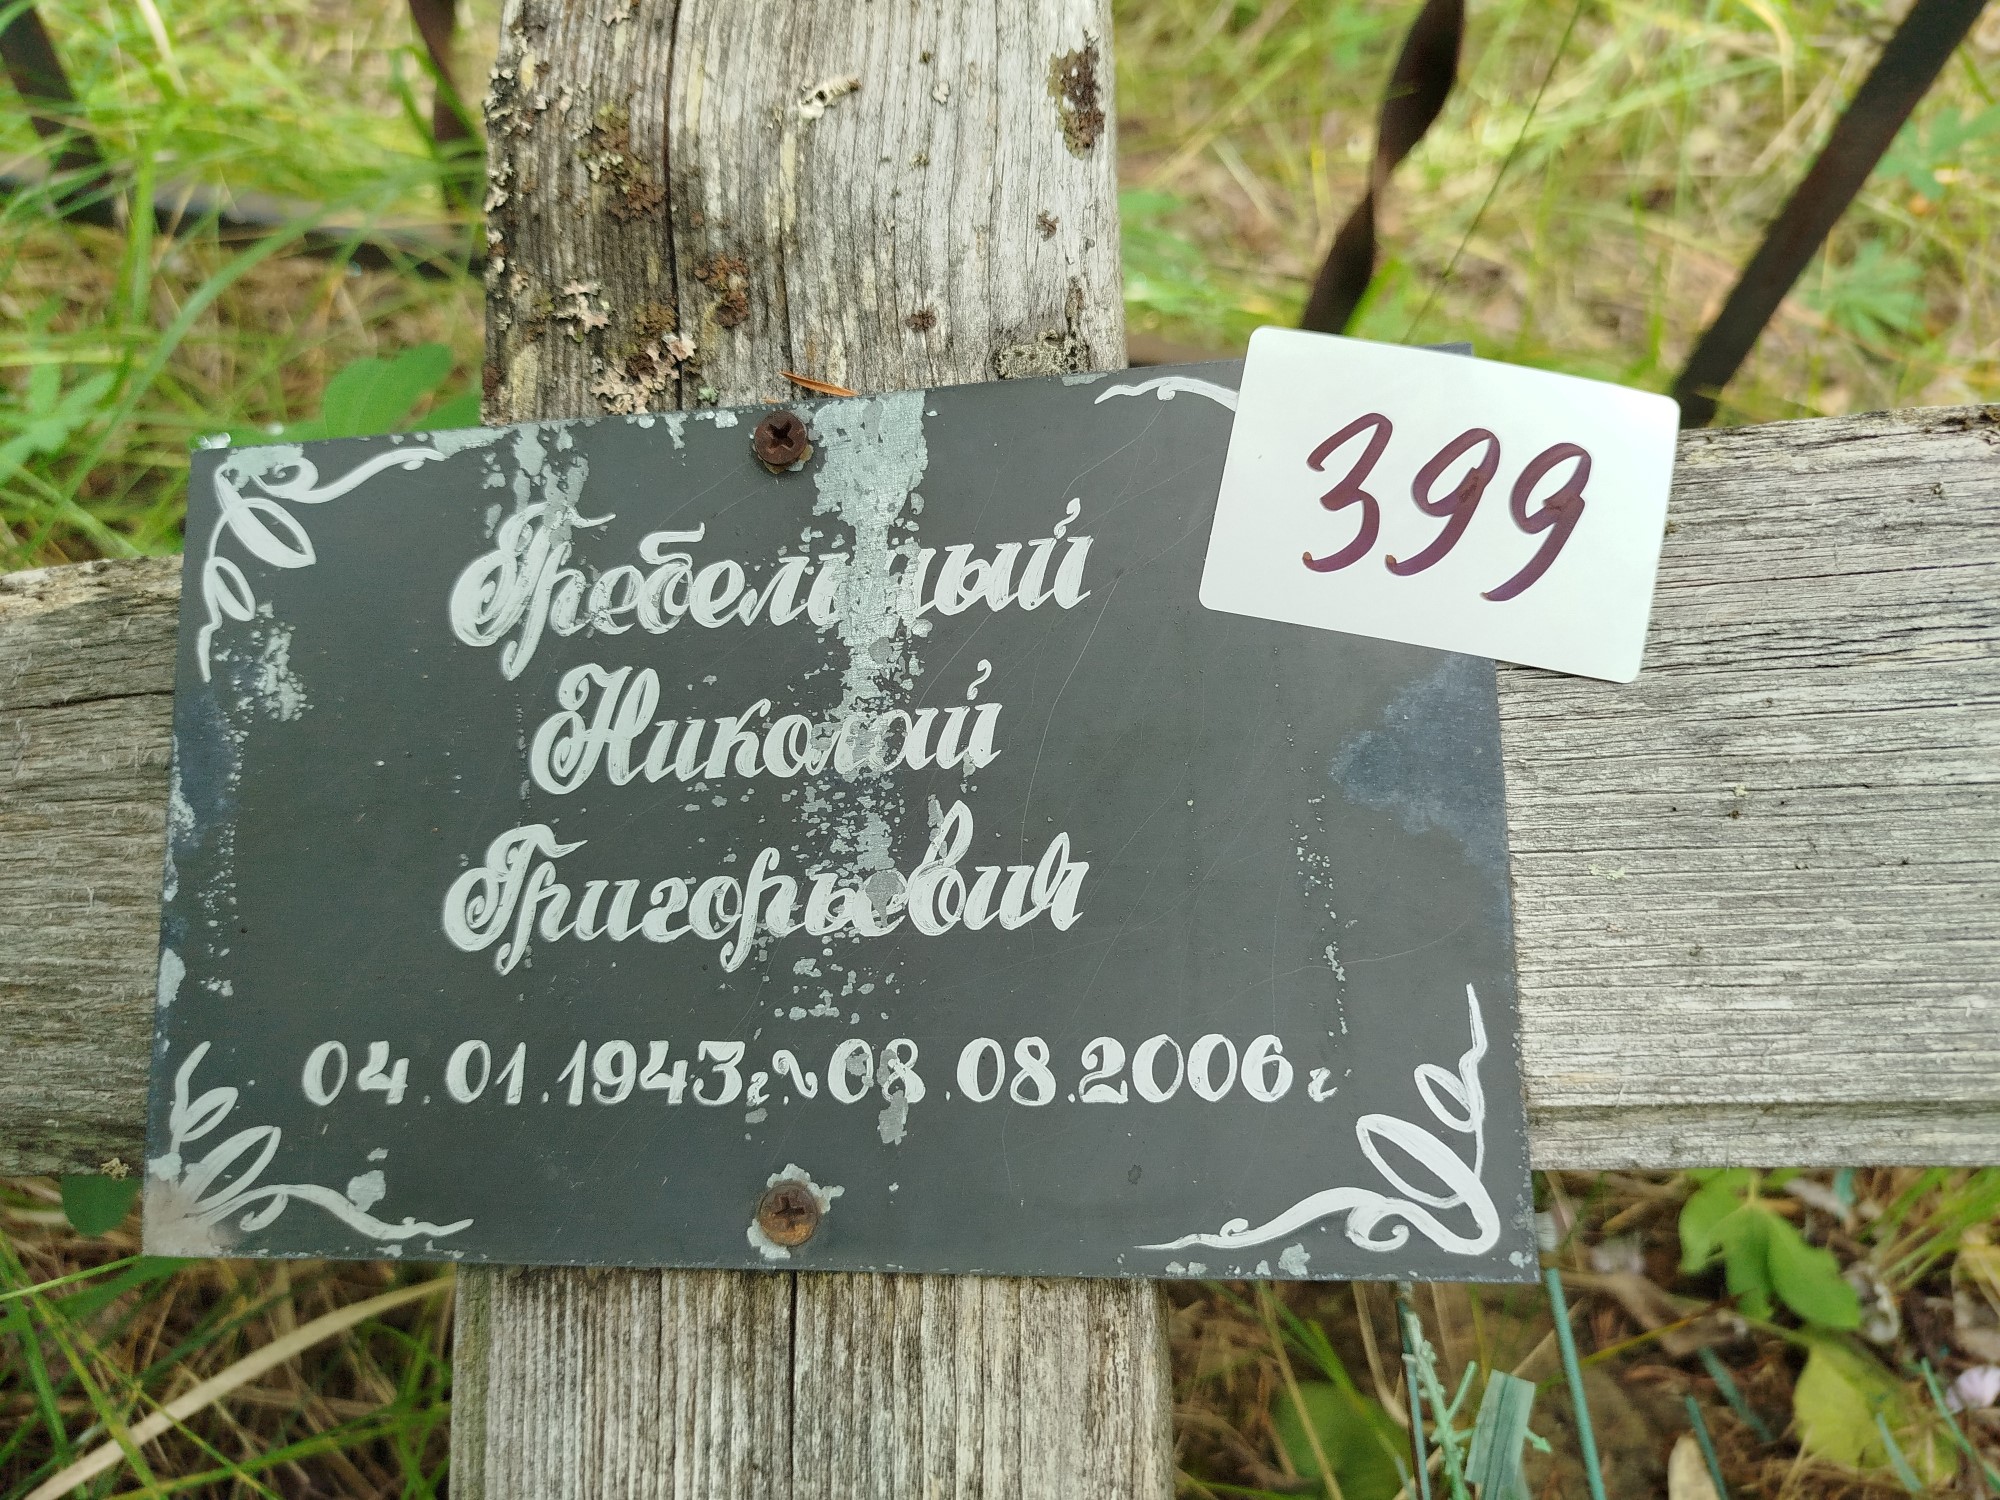 399
Гребельный
Николай
Григорьевич
04.01.1943г.~08.08.2006г